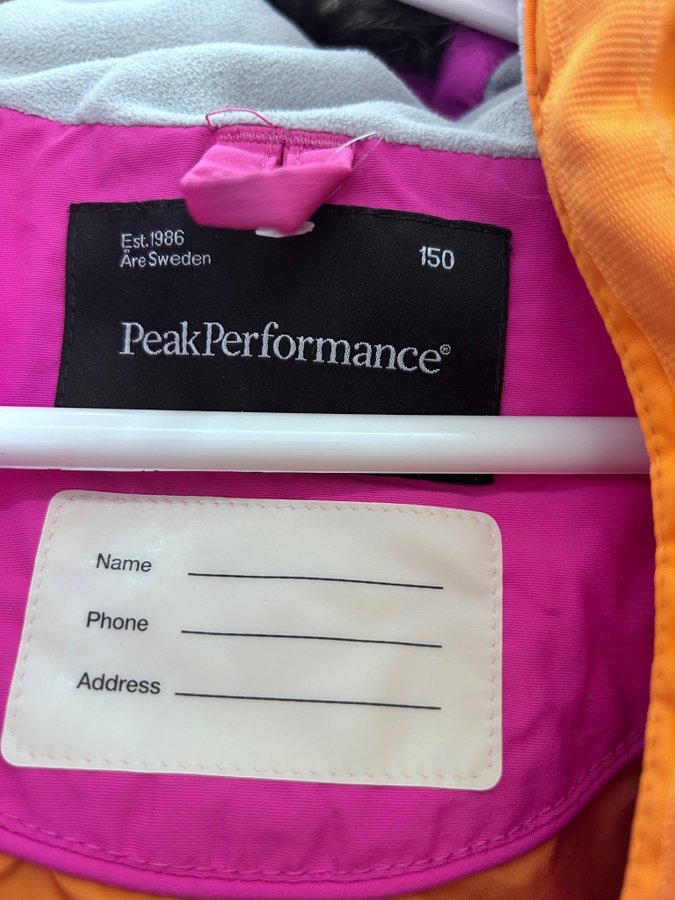 Est.1986
Åre Sweden
150
PeakPerformance®
Name
Phone
Address